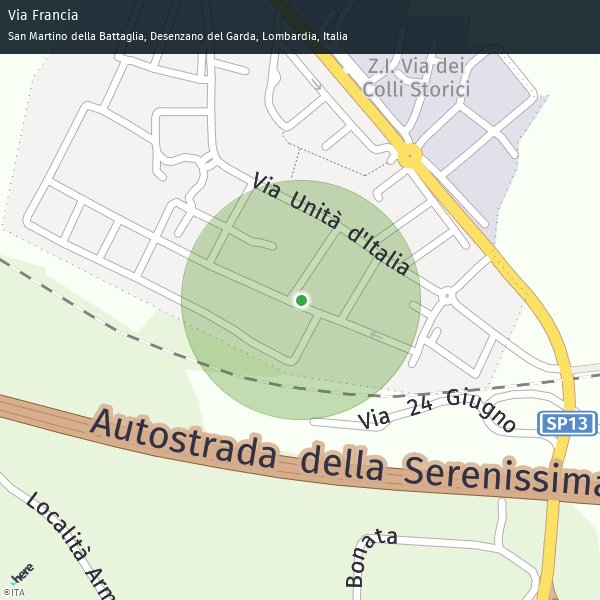 Via Francia
San Martino della Battaglia, Desenzano del Garda, Lombardia, Italia
Z.I. Via dei
Colli Storici
Via Unità d'Italia
Via 24 Giugno
SP13
Autostrada della Serenissima
Località Arm
Bonata
here
©ITA